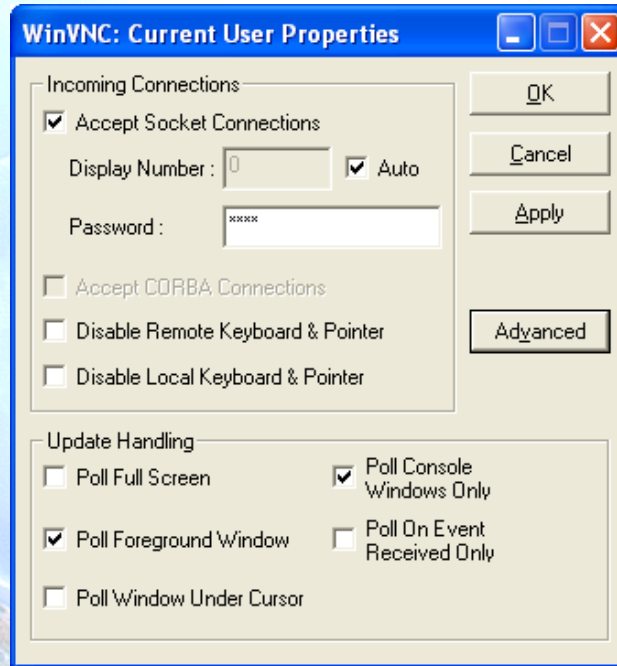 WinVNC: Current User Properties
Incoming Connections
Accept Socket Connections
Display Number : 0 Auto
Password : ****
Accept CORBA Connections
Disable Remote Keyboard & Pointer
Disable Local Keyboard & Pointer
OK
Cancel
Apply
Advanced
Update Handling
Poll Full Screen
Poll Foreground Window
Poll Window Under Cursor
Poll Console
Windows Only
Poll On Event
Received Only